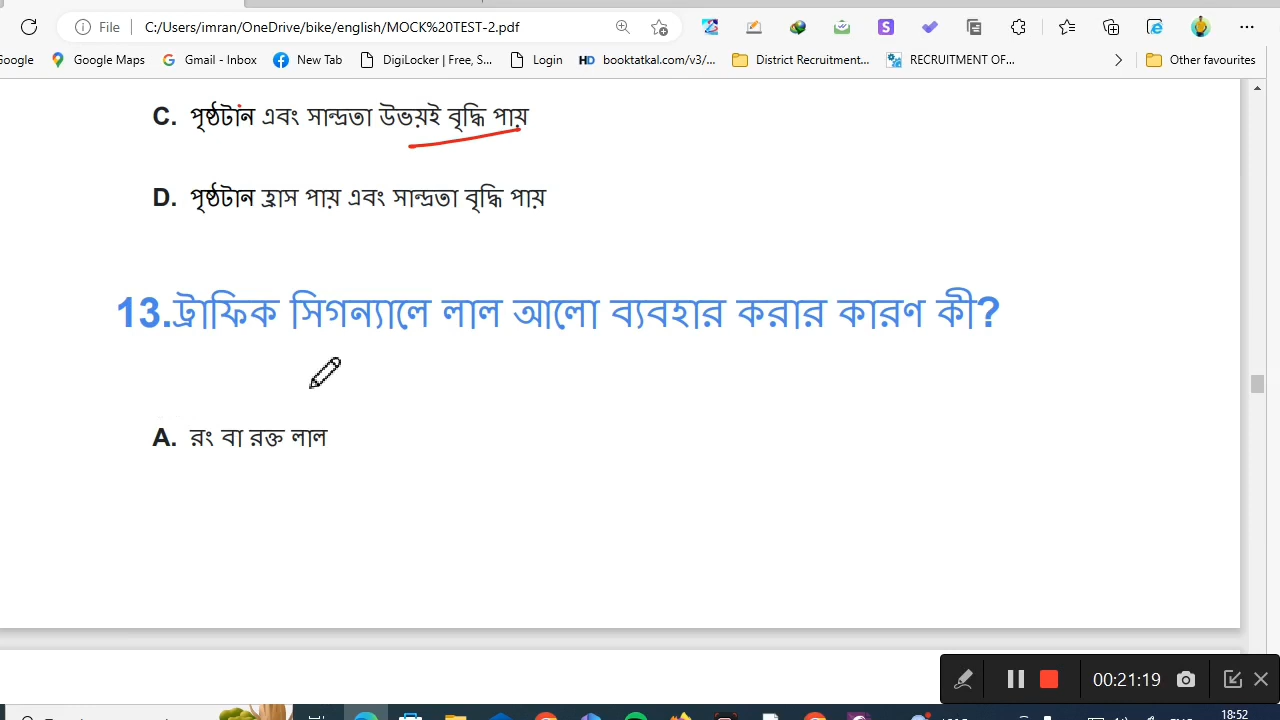 File C:/Users/imran/OneDrive/bike/english/MOCK%20TEST-2.pdf
Google Maps Gmail - Inbox New Tab DigiLocker | Free, S... Login HD booktatkal.com/v3/... District Recruitment... RECRUITMENT OF... Other favourites
C. পৃষ্ঠটান এবং সান্দ্রতা উভয়ই বৃদ্ধি পায়
D. পৃষ্ঠটান হ্রাস পায় এবং সান্দ্রতা বৃদ্ধি পায়
13.ট্রাফিক সিগন্যালে লাল আলো ব্যবহার করার কারণ কী?
A. রং বা রক্ত লাল
00:21:19
18:52